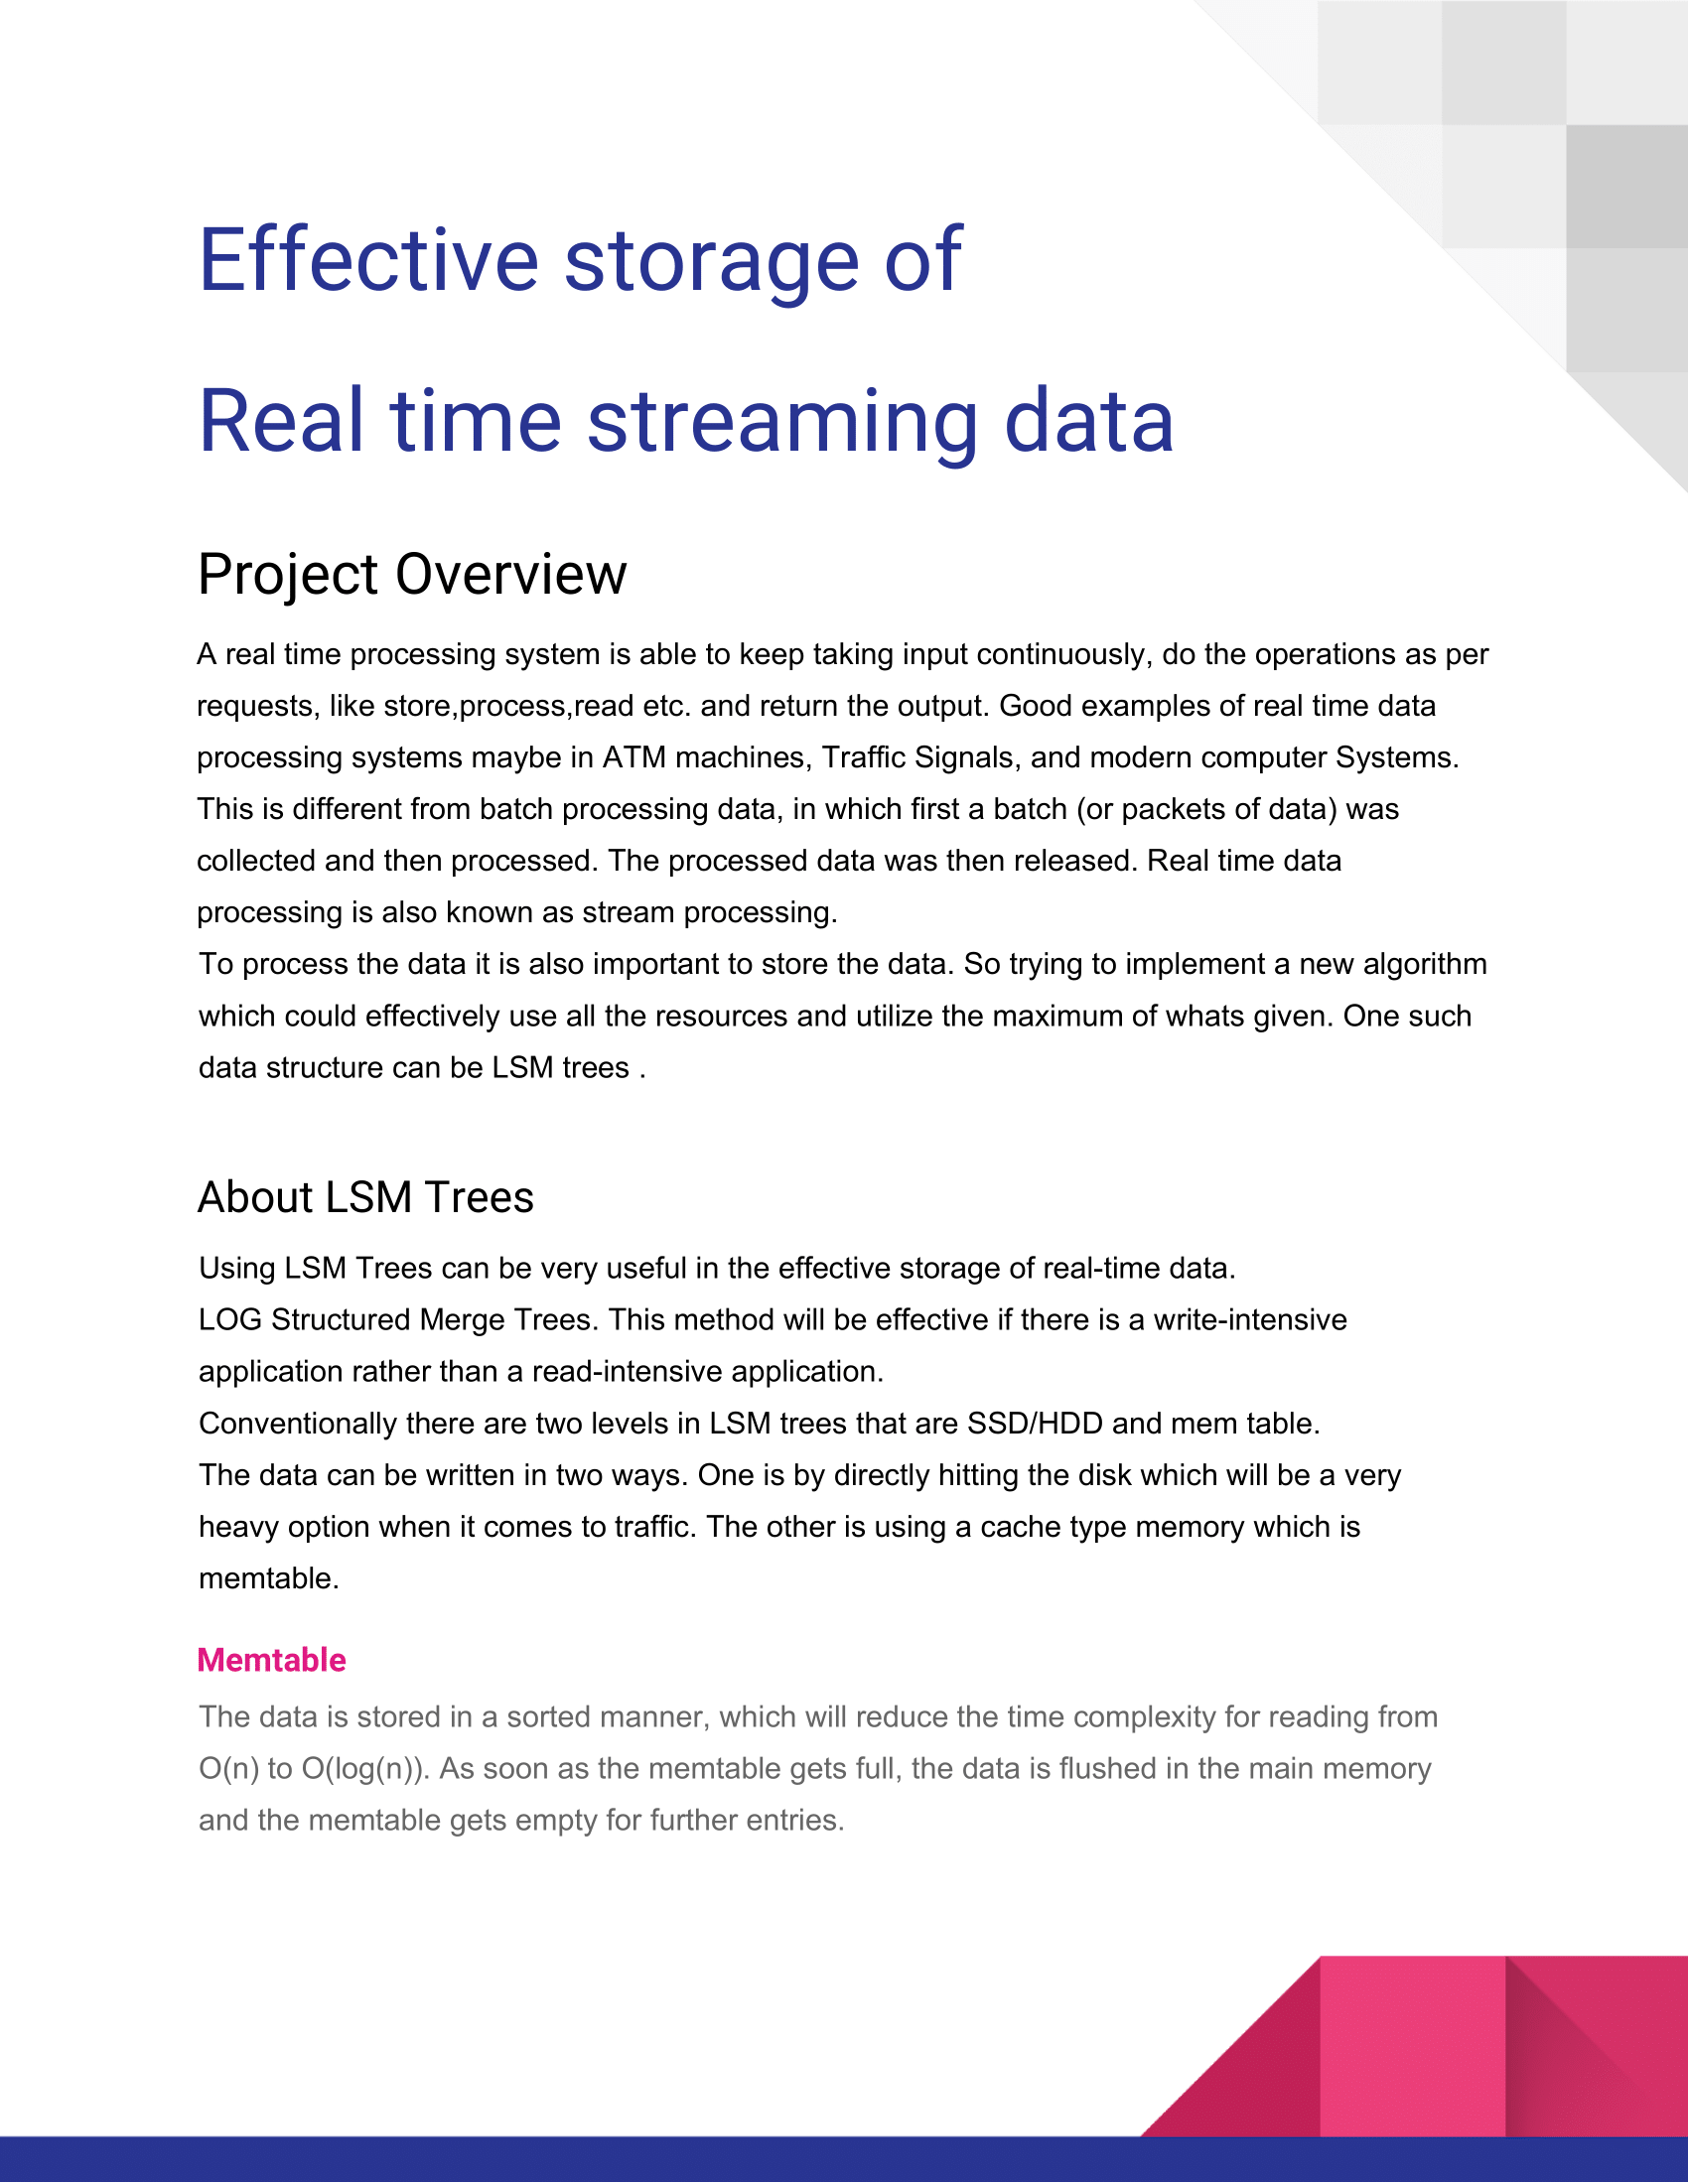 Effective storage of
Real time streaming data
Project Overview
A real time processing system is able to keep taking input continuously, do the operations as per
requests, like store,process,read etc. and return the output. Good examples of real time data
processing systems maybe in ATM machines, Traffic Signals, and modern computer Systems.
This is different from batch processing data, in which first a batch (or packets of data) was
collected and then processed. The processed data was then released. Real time data
processing is also known as stream processing.
To process the data it is also important to store the data. So trying to implement a new algorithm
which could effectively use all the resources and utilize the maximum of whats given. One such
data structure can be LSM trees .
About LSM Trees
Using LSM Trees can be very useful in the effective storage of real-time data.
LOG Structured Merge Trees. This method will be effective if there is a write-intensive
application rather than a read-intensive application.
Conventionally there are two levels in LSM trees that are SSD/HDD and mem table.
The data can be written in two ways. One is by directly hitting the disk which will be a very
heavy option when it comes to traffic. The other is using a cache type memory which is
memtable.
Memtable
The data is stored in a sorted manner, which will reduce the time complexity for reading from
O(n) to O(log(n)). As soon as the memtable gets full, the data is flushed in the main memory
and the memtable gets empty for further entries.